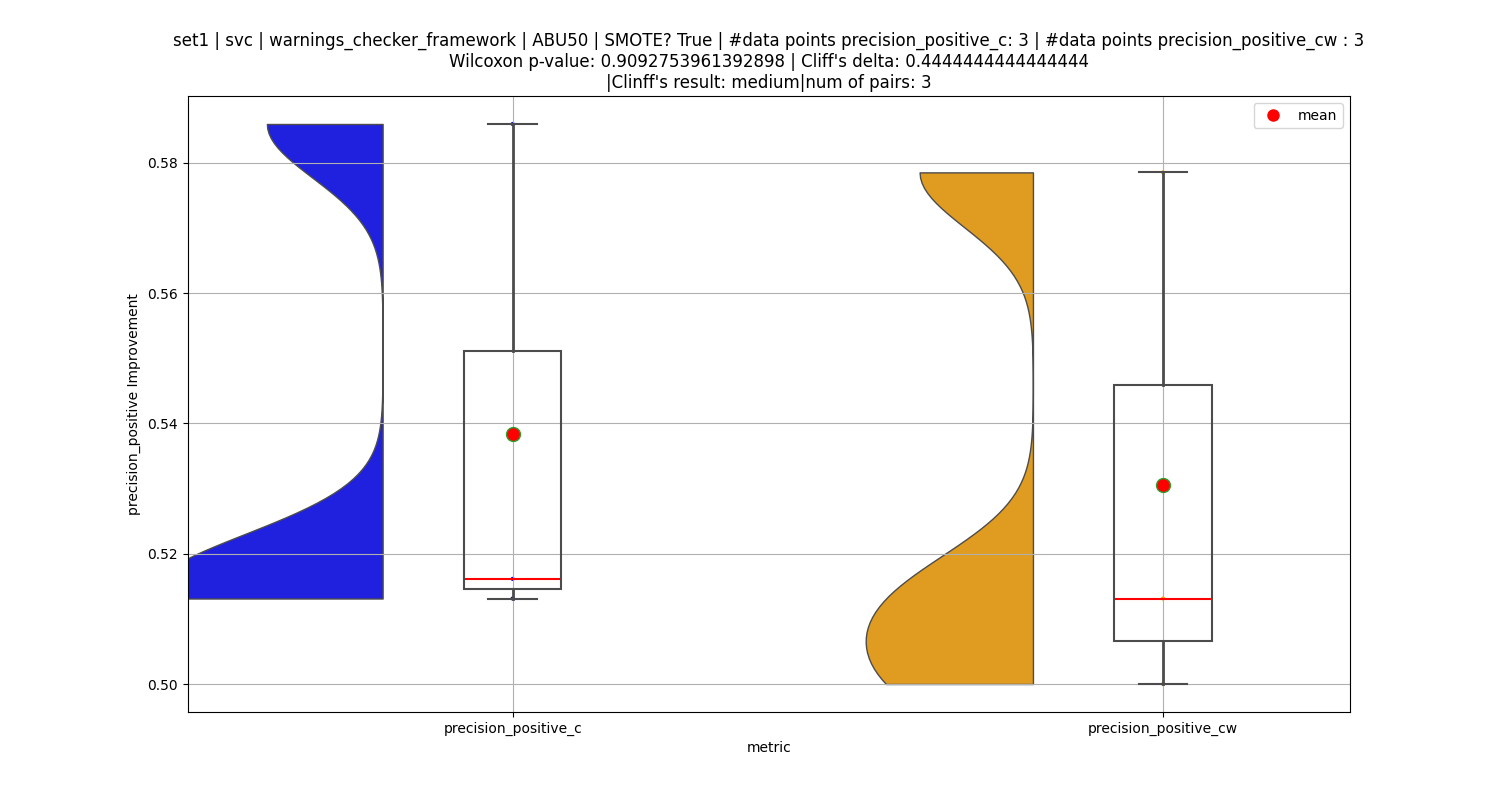 set1 | svc | warnings_checker_framework | ABU50 | SMOTE? True | #data points precision_positive_c: 3 | #data points precision_positive_cw : 3
Wilcoxon p-value: 0.9092753961392898 | Cliff's delta: 0.4444444444444444
|Clinff's result: medium|num of pairs: 3
mean
0.58
0.56
0.54
0.52
0.50
precision_positive Improvement
precision_positive_c
precision_positive_cw
metric